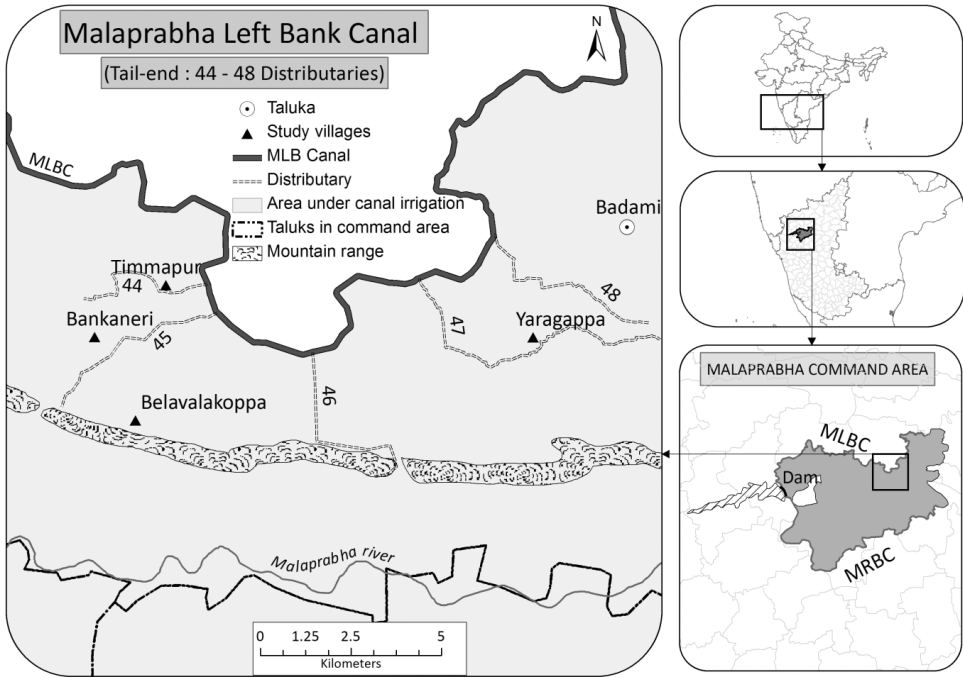 Malaprabha Left Bank Canal
(Tail-end : 44 - 48 Distributaries)
N
Taluka
Study villages
MLB Canal
Distributary
Area under canal irrigation
Taluks in command area
Mountain range
MLBC
Badami
Timmapur
44
48
Bankaneri
45
47
Yaragappa
46
Belavalakoppa
Malaprabha river
0 1.25 2.5 5
Kilometers
MALAPRABHA COMMAND AREA
MLBC
Dam
MRBC